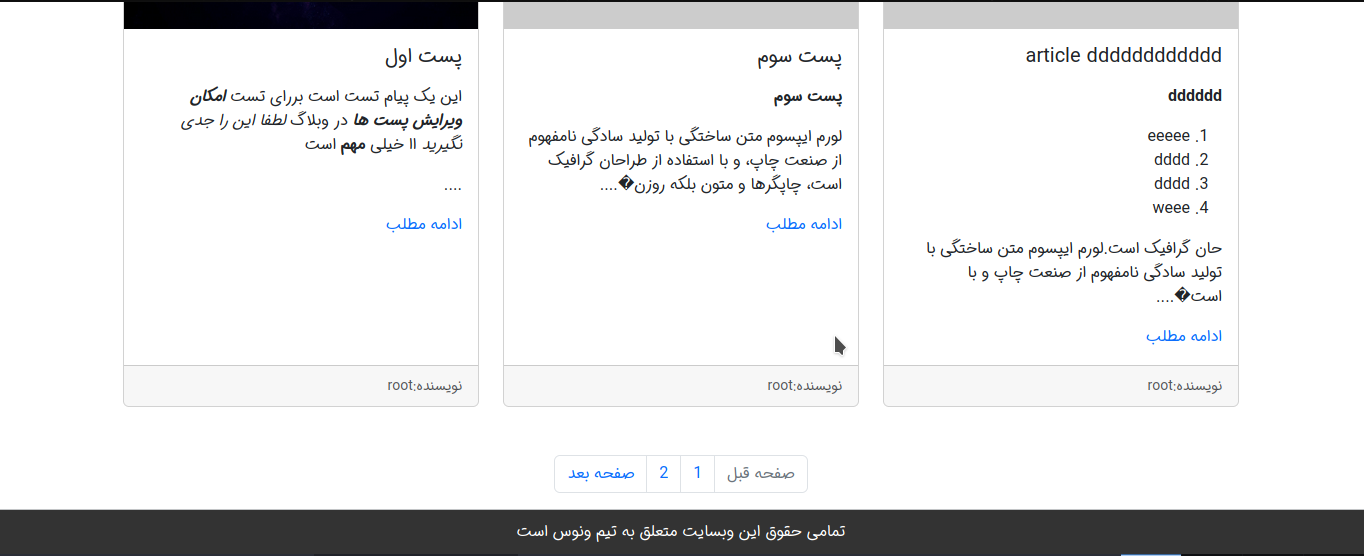 article dddddddddddd
dddddd
1. eeeee
2. dddd
3. dddd
4. weee
حان گرافیک است.لورم ایپسوم متن ساختگی با
تولید سادگی نامفهوم از صنعت چاپ و با
است�....
ادامه مطلب
نویسنده:root
پست سوم
پست سوم
لورم ایپسوم متن ساختگی با تولید سادگی نامفهوم
از صنعت چاپ، و با استفاده از طراحان گرافیک
است، چاپگرها و متون بلکه روزن�....
ادامه مطلب
نویسنده:root
پست اول
این یک پیام تست است بررای تست امکان
ویرایش پست ها در وبلاگ لطفا این را جدی
نگیرید اا خیلی مهم است
....
ادامه مطلب
نویسنده:root
صفحه قبل 1 2 صفحه بعد
تمامی حقوق این وبسایت متعلق به تیم ونوس است